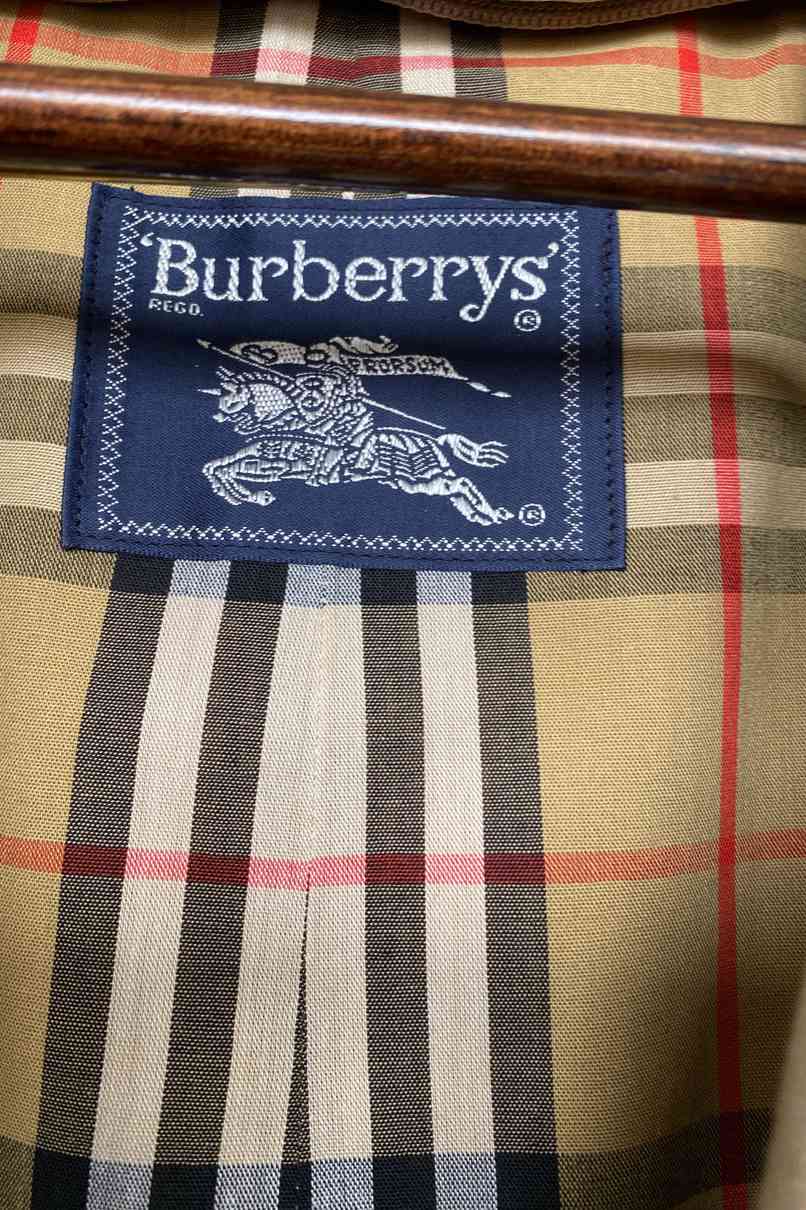 'Burberrys'
REGD.
®
PRORSUM
®